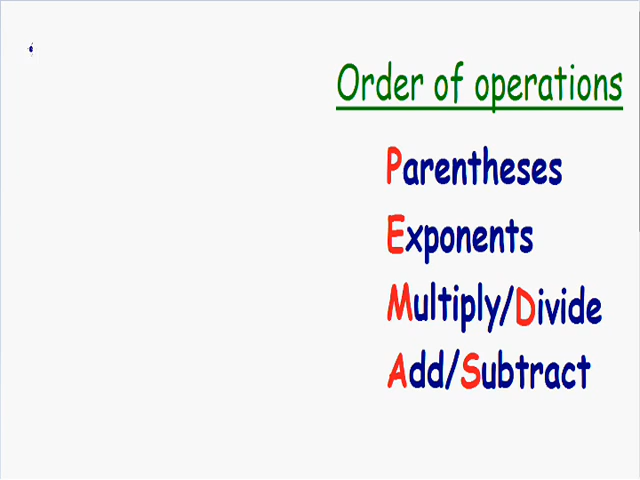 Order of operations
Parentheses
Exponents
Multiply/Divide
Add/Subtract